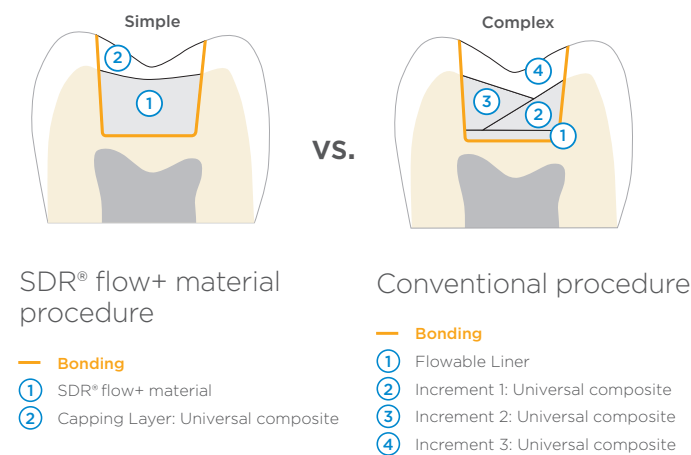 Simple
Complex
2
1
4
3
2
1
VS.
SDR® flow+ material
procedure
Bonding
1 SDR® flow+ material
2 Capping Layer: Universal composite
Conventional procedure
Bonding
1 Flowable Liner
2 Increment 1: Universal composite
3 Increment 2: Universal composite
4 Increment 3: Universal composite